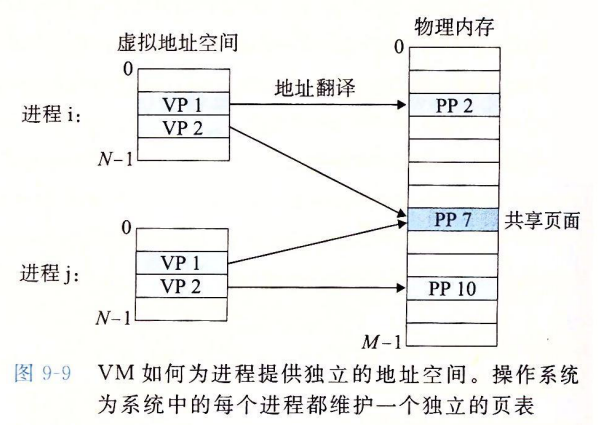 虚拟地址空间
物理内存
0
0
地址翻译
进程 i:
VP 1
PP 2
VP 2
N-1
PP 7
共享页面
0
进程 j:
VP 1
VP 2
PP 10
N-1
M-1
图 9-9 VM 如何为进程提供独立的地址空间。操作系统
为系统中的每个进程都维护一个独立的页表